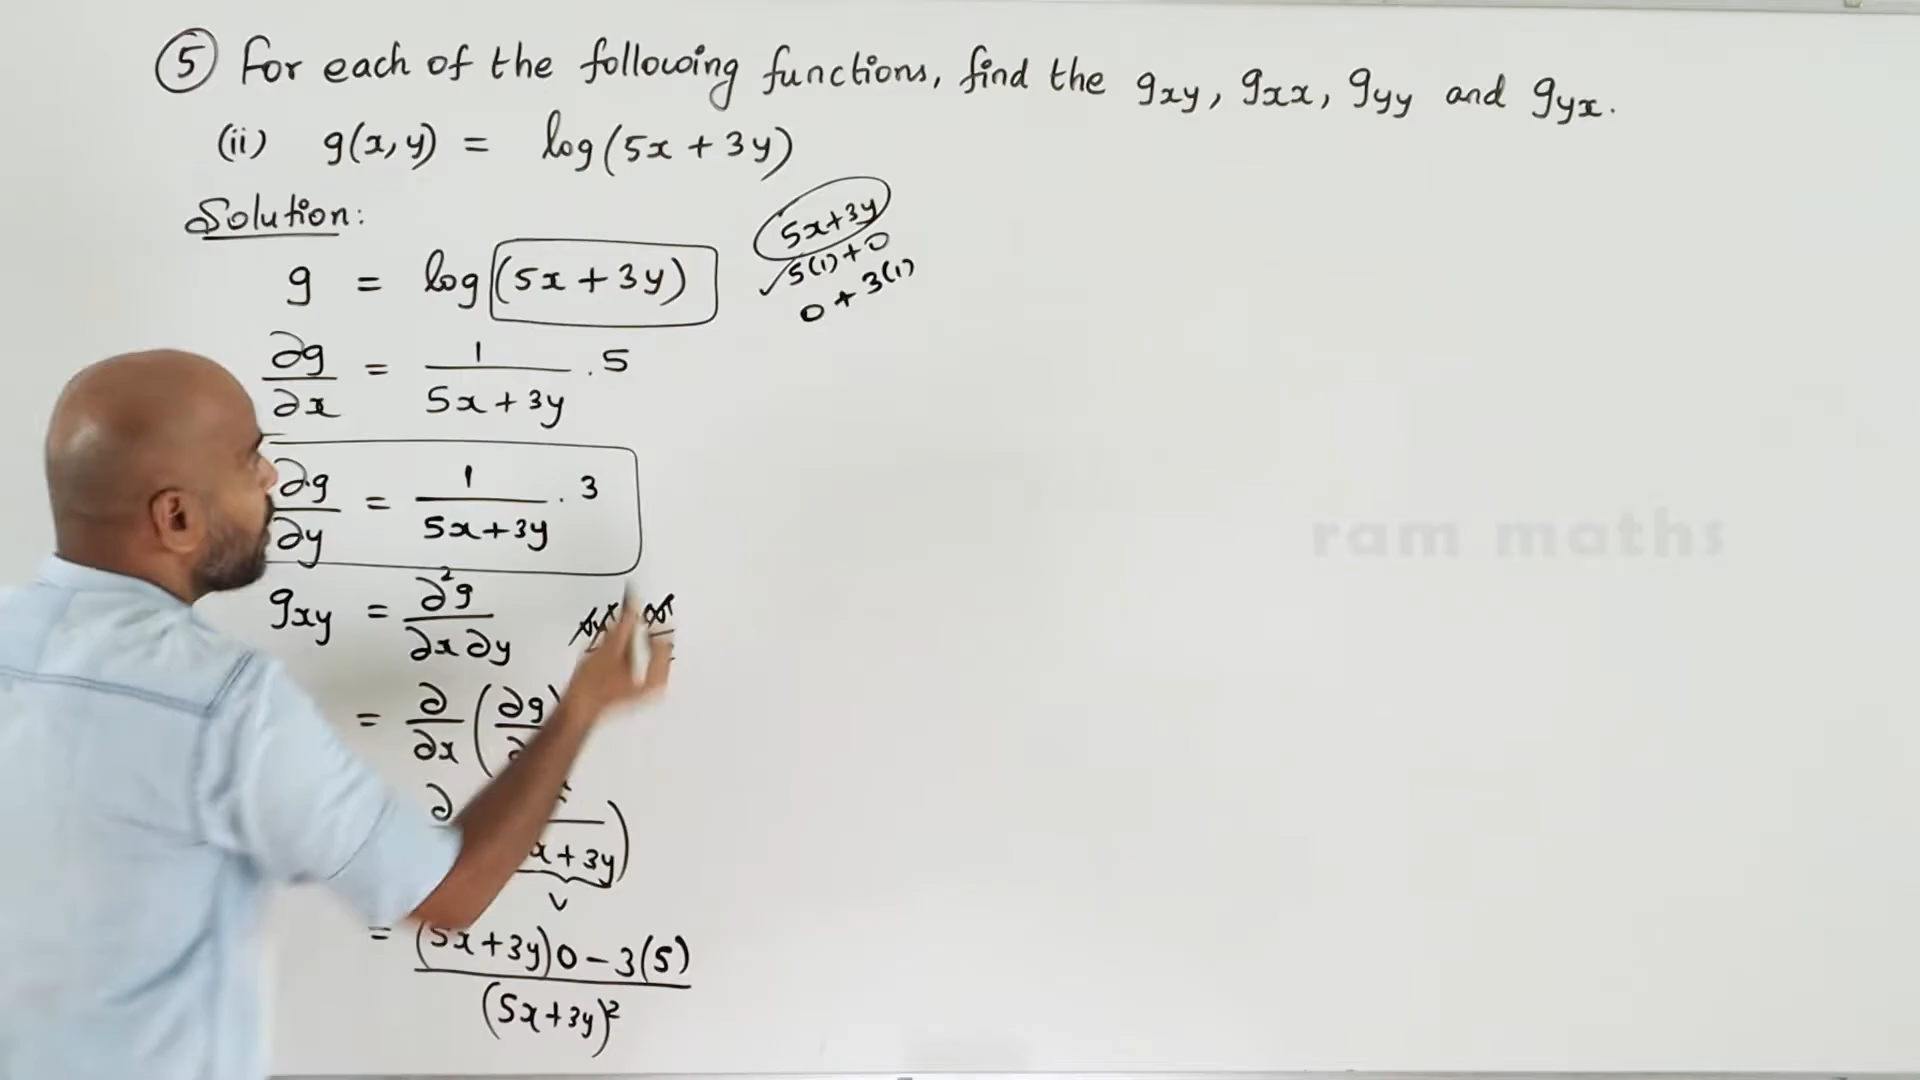 ⑤ For each of the following functions, find the gxy, gxx, gyy and gyx.
(ii) g(x,y) = log(5x + 3y)
Solution:
5x+3y
5(1)+0
0 + 3(1)
g = log(5x + 3y)
∂g/∂x = 1/(5x+3y) . 5
∂g/∂y = 1/(5x+3y) . 3
gxy = ∂²g/∂x∂y
= ∂/∂x (∂g
∂ x+3y)
v
= ((5x+3y)0 - 3(5))/(5x+3y)²
ram maths